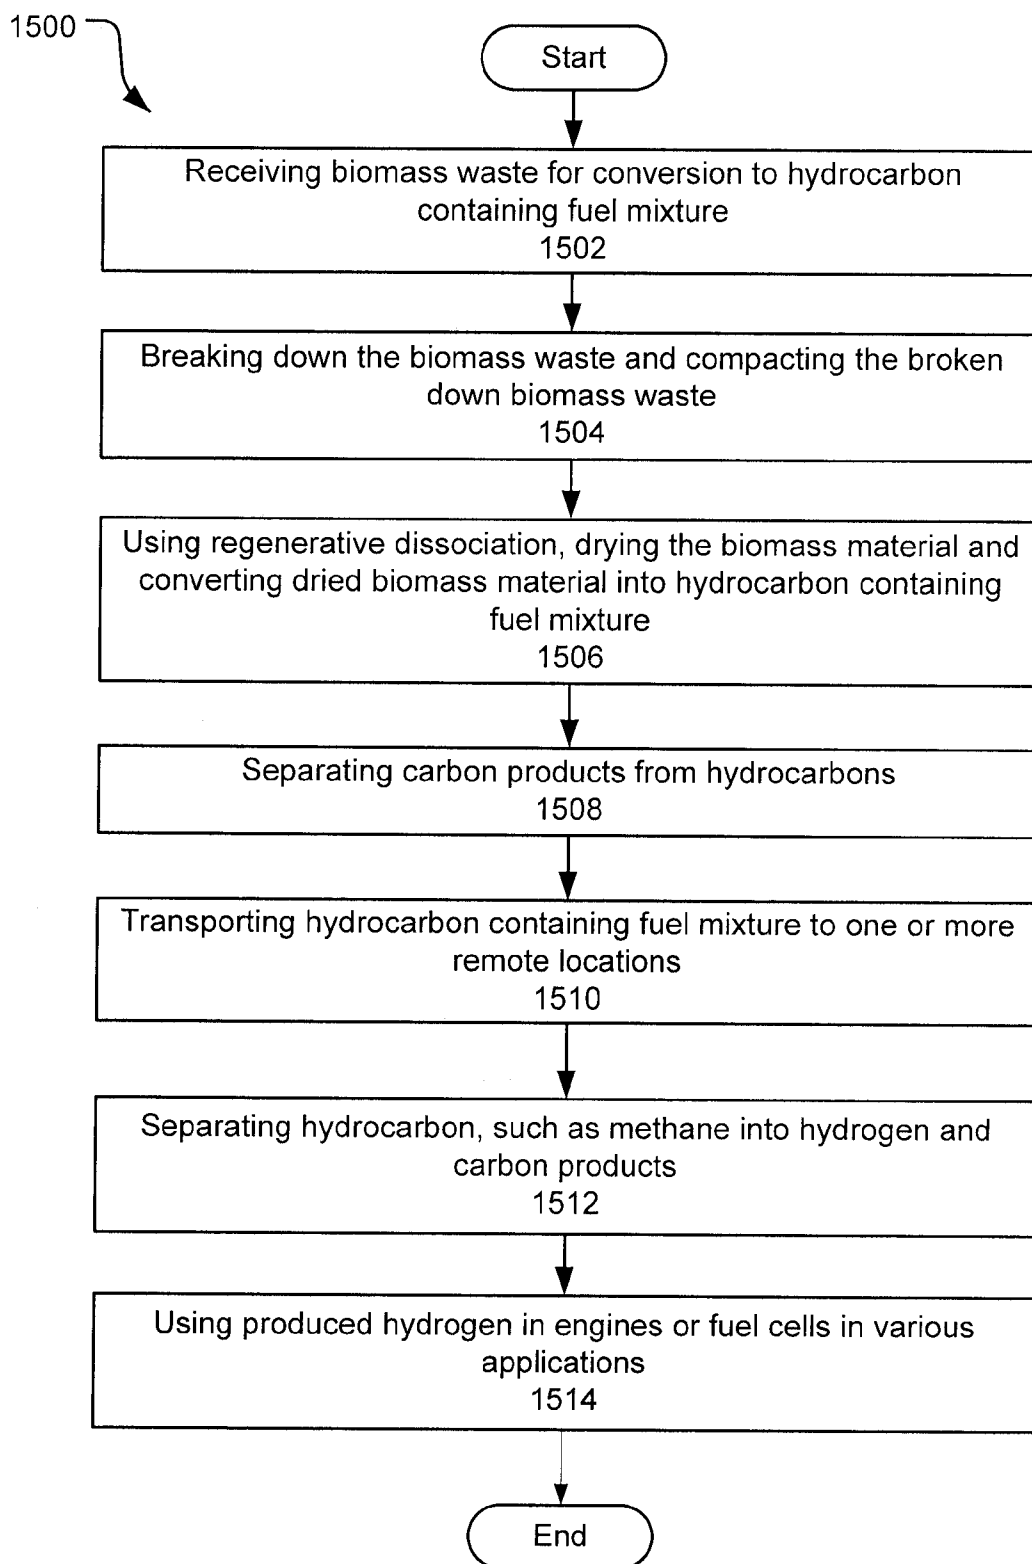 1500
Start
Receiving biomass waste for conversion to hydrocarbon
containing fuel mixture
1502
Breaking down the biomass waste and compacting the broken
down biomass waste
1504
Using regenerative dissociation, drying the biomass material and
converting dried biomass material into hydrocarbon containing
fuel mixture
1506
Separating carbon products from hydrocarbons
1508
Transporting hydrocarbon containing fuel mixture to one or more
remote locations
1510
Separating hydrocarbon, such as methane into hydrogen and
carbon products
1512
Using produced hydrogen in engines or fuel cells in various
applications
1514
End